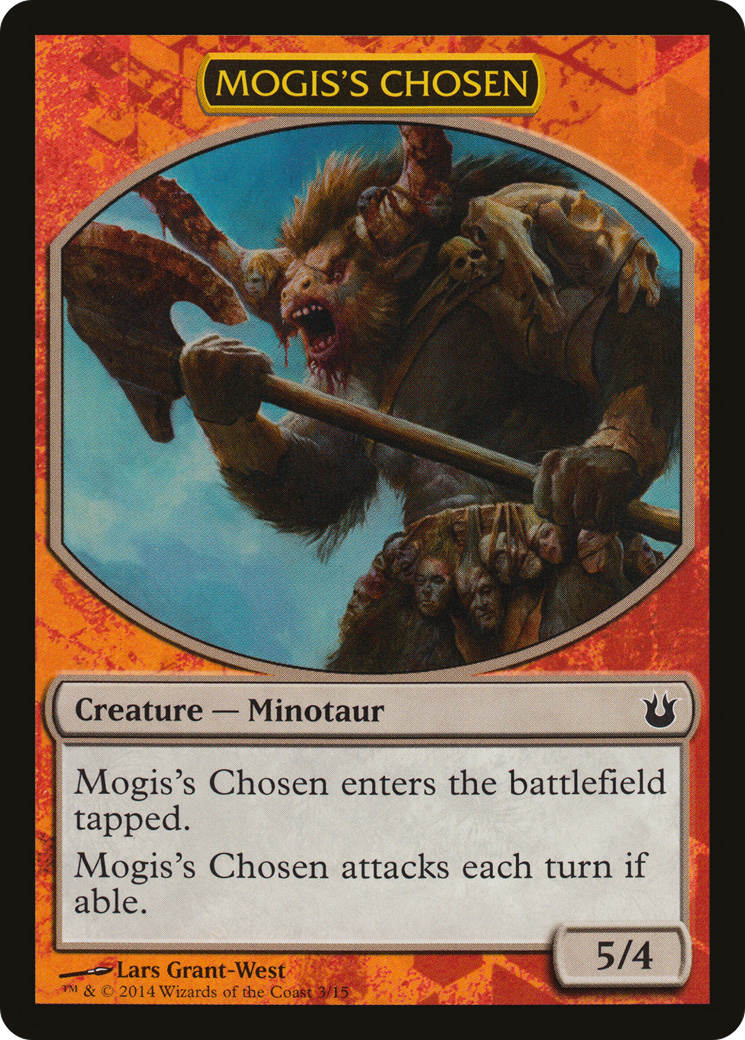 MOGIS'S CHOSEN
Creature — Minotaur
Mogis's Chosen enters the battlefield
tapped.
Mogis's Chosen attacks each turn if
able.
5/4
Lars Grant-West
™ & © 2014 Wizards of the Coast 3/15